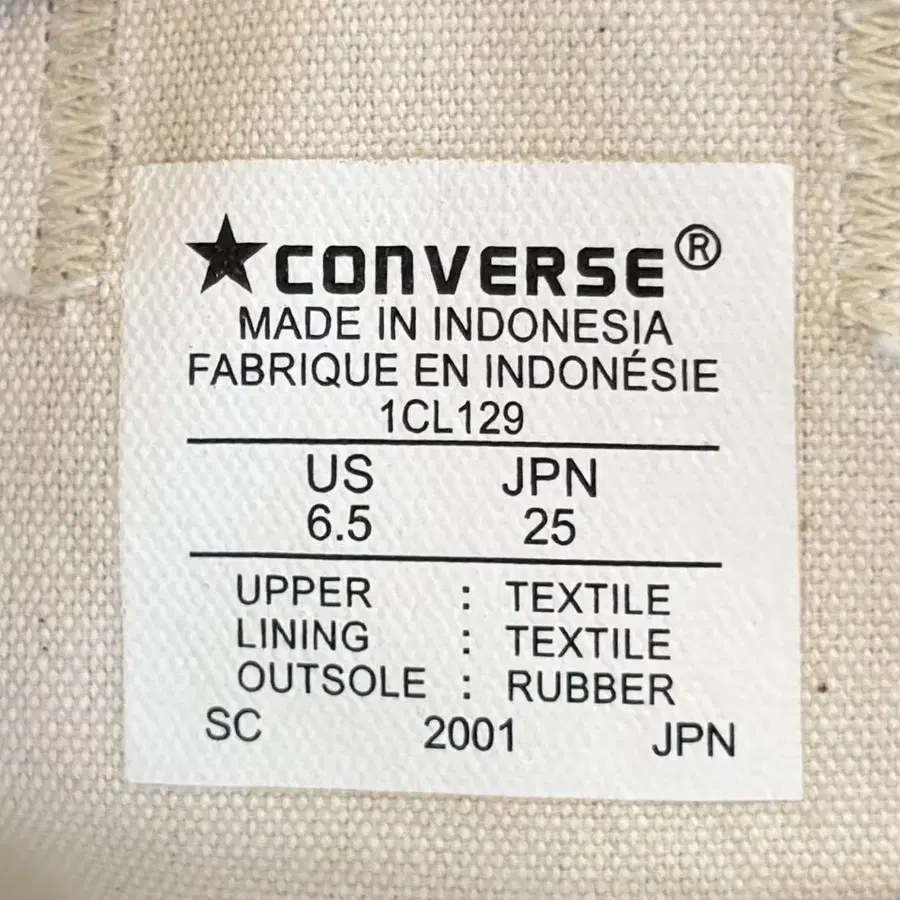 ★CONVERSE®
MADE IN INDONESIA
FABRIQUE EN INDONÉSIE
1CL129
US JPN
6.5 25
UPPER : TEXTILE
LINING : TEXTILE
OUTSOLE : RUBBER
SC 2001 JPN